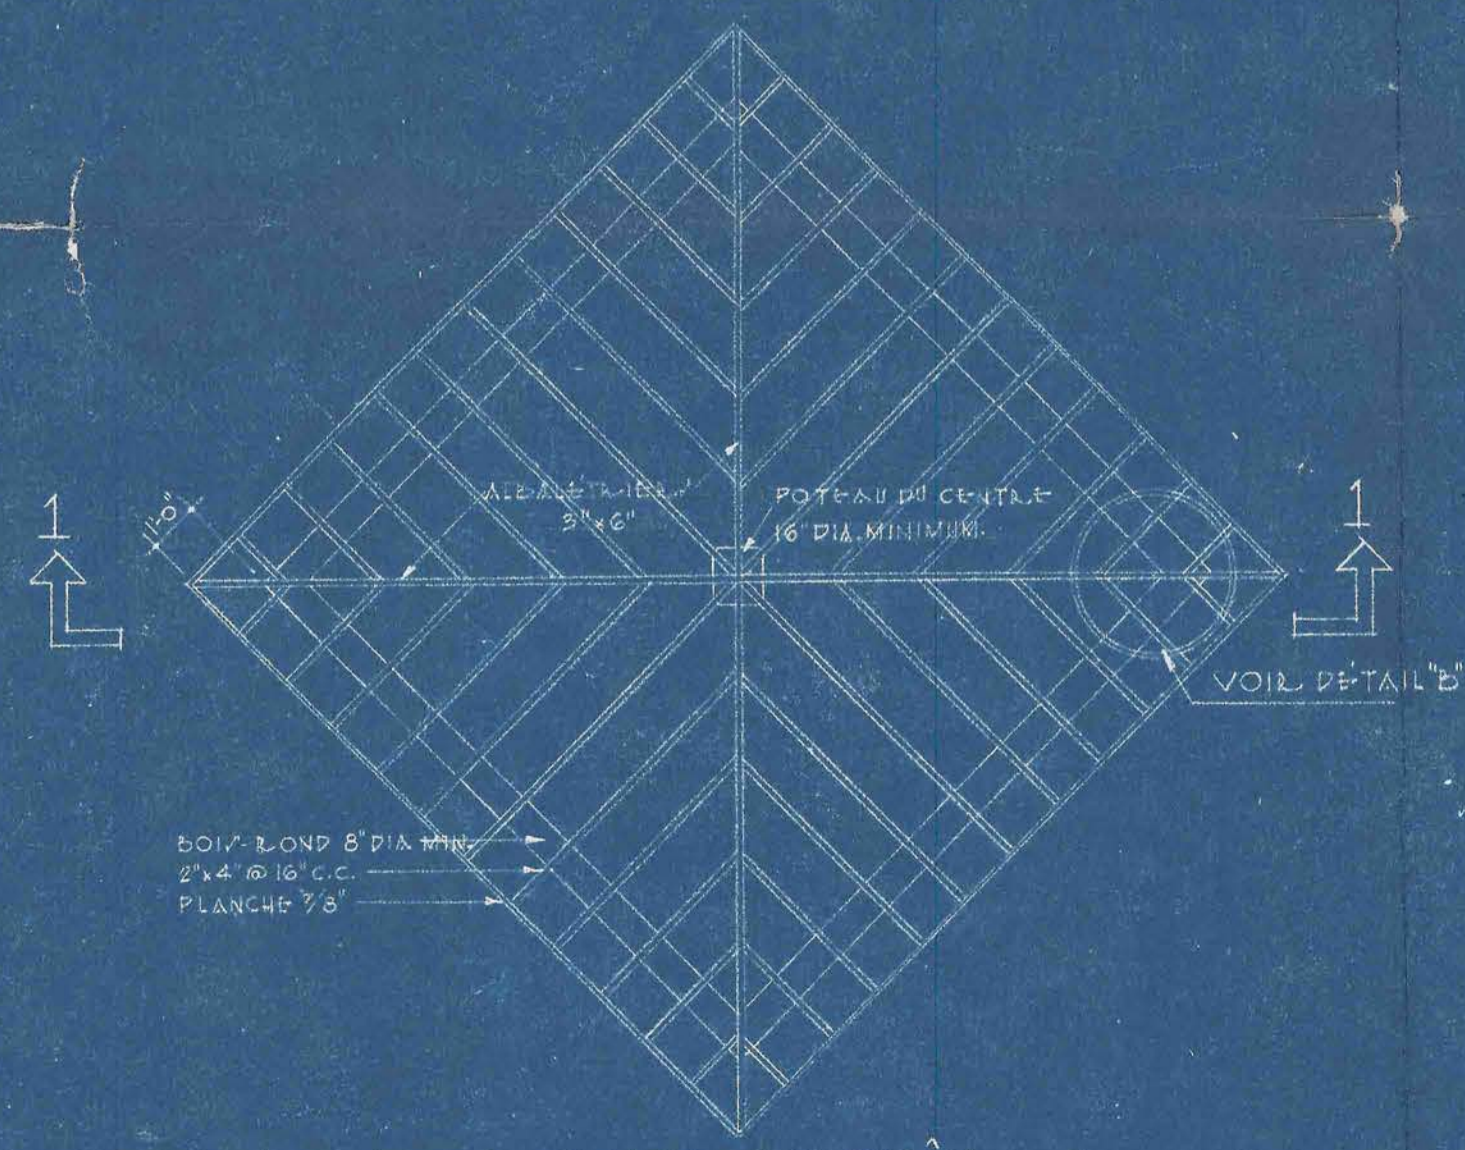 1
1
1'-0"
ALBALÉTRIER
3"x6"
POTEAU DU CENTRE
16" DIA. MINIMUM.
VOIR DÉTAIL "B"
BOIS-ROND 8" DIA. MIN.
2"x4" @ 16" C.C.
PLANCHE 7/8"